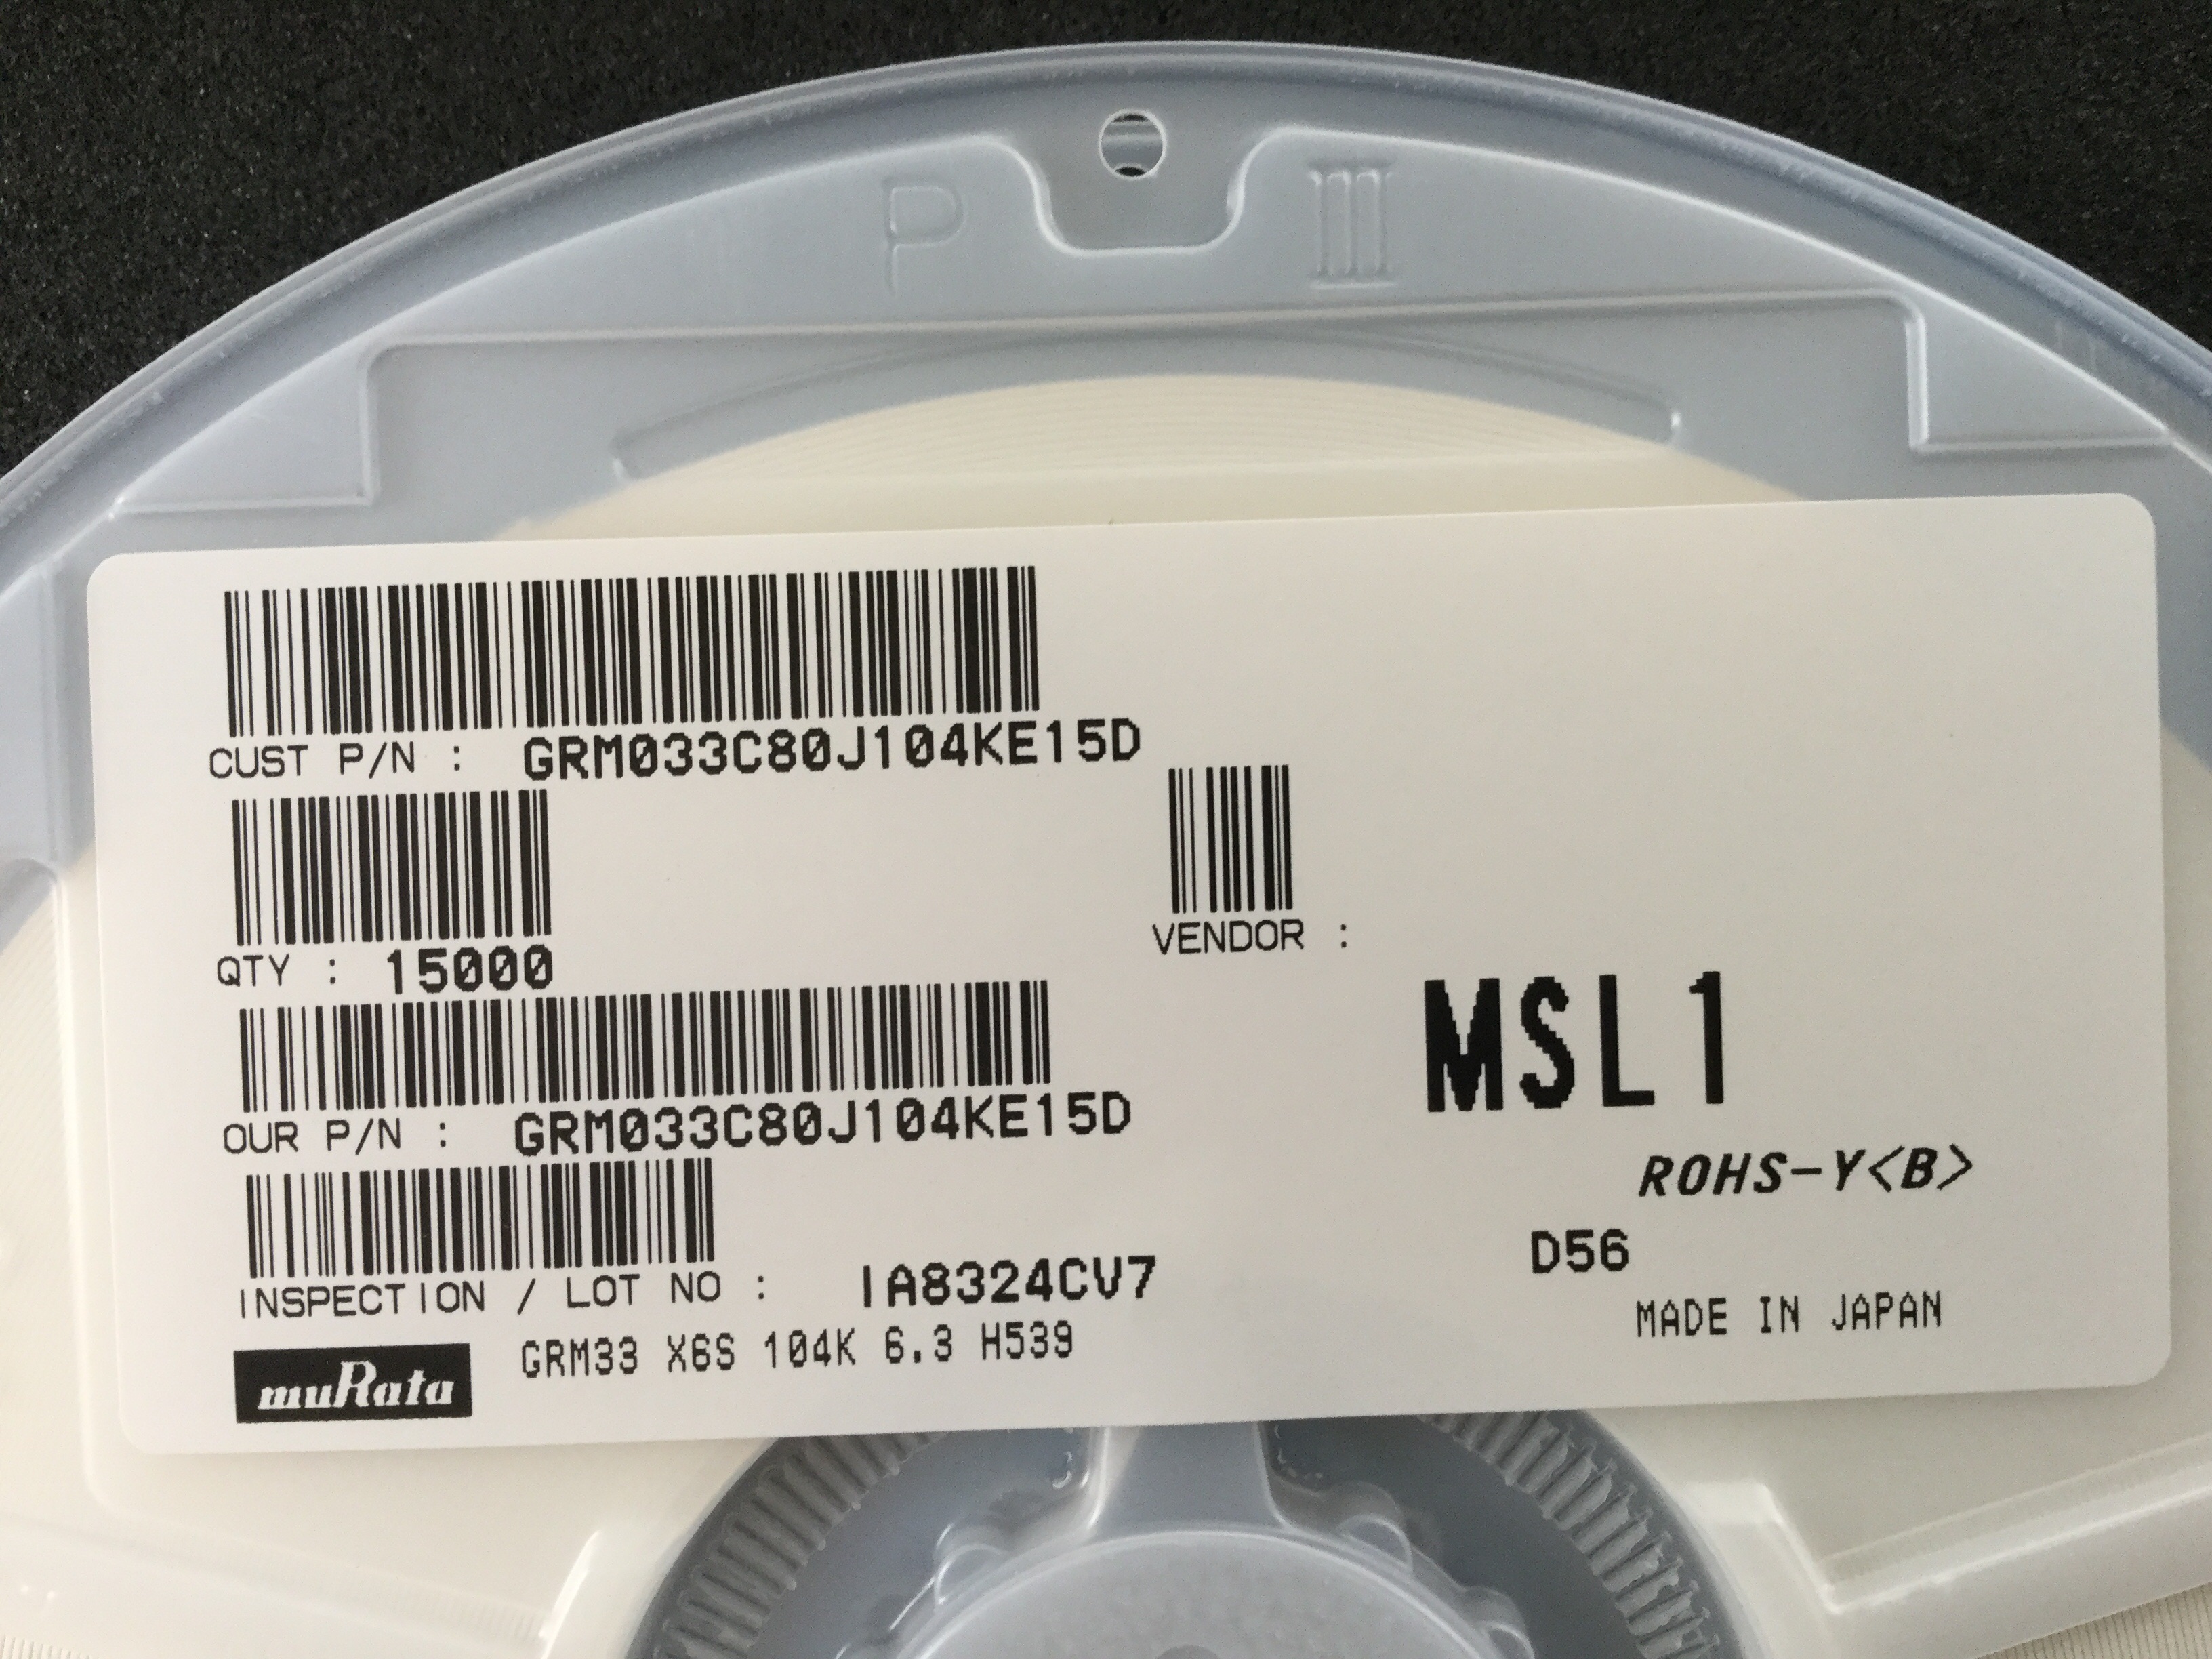 P III
CUST P/N : GRM033C80J104KE15D
QTY : 15000
VENDOR :
MSL1
OUR P/N : GRM033C80J104KE15D
ROHS-Y<B>
D56
INSPECTION / LOT NO : IA8324CV7
MADE IN JAPAN
muRata GRM33 X6S 104K 6.3 H539